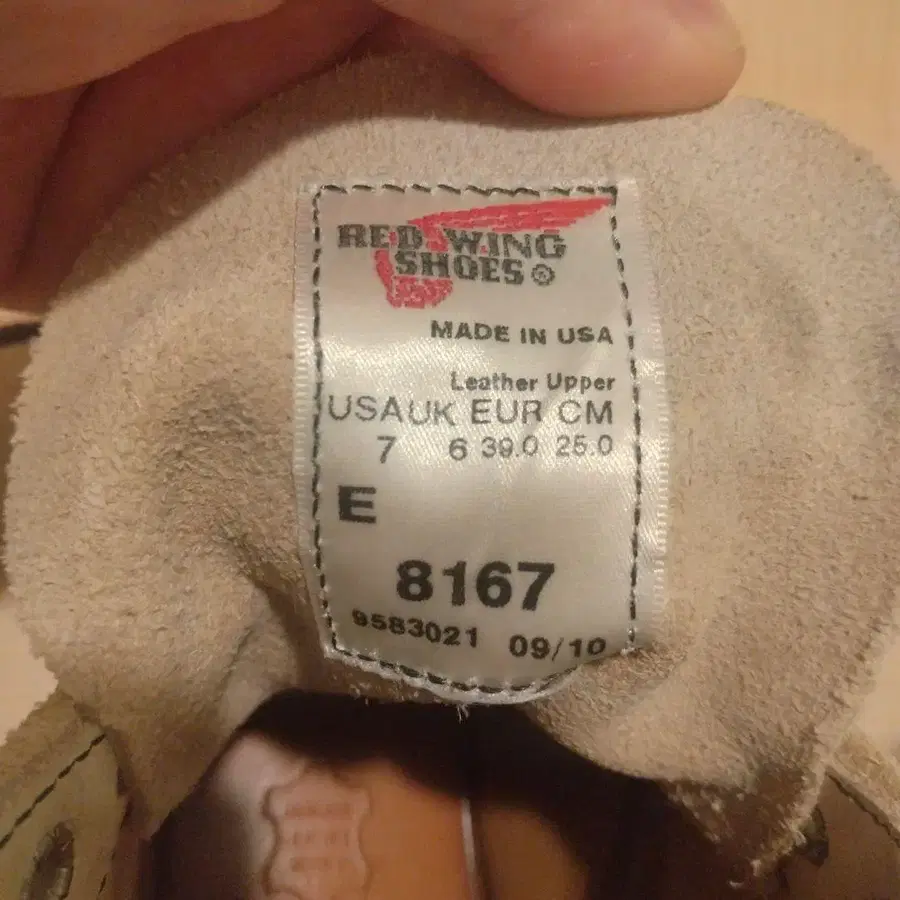 RED WING
SHOES®
MADE IN USA
Leather Upper
USA UK EUR CM
7 6 39.0 25.0
E
8167
9583021 09/10